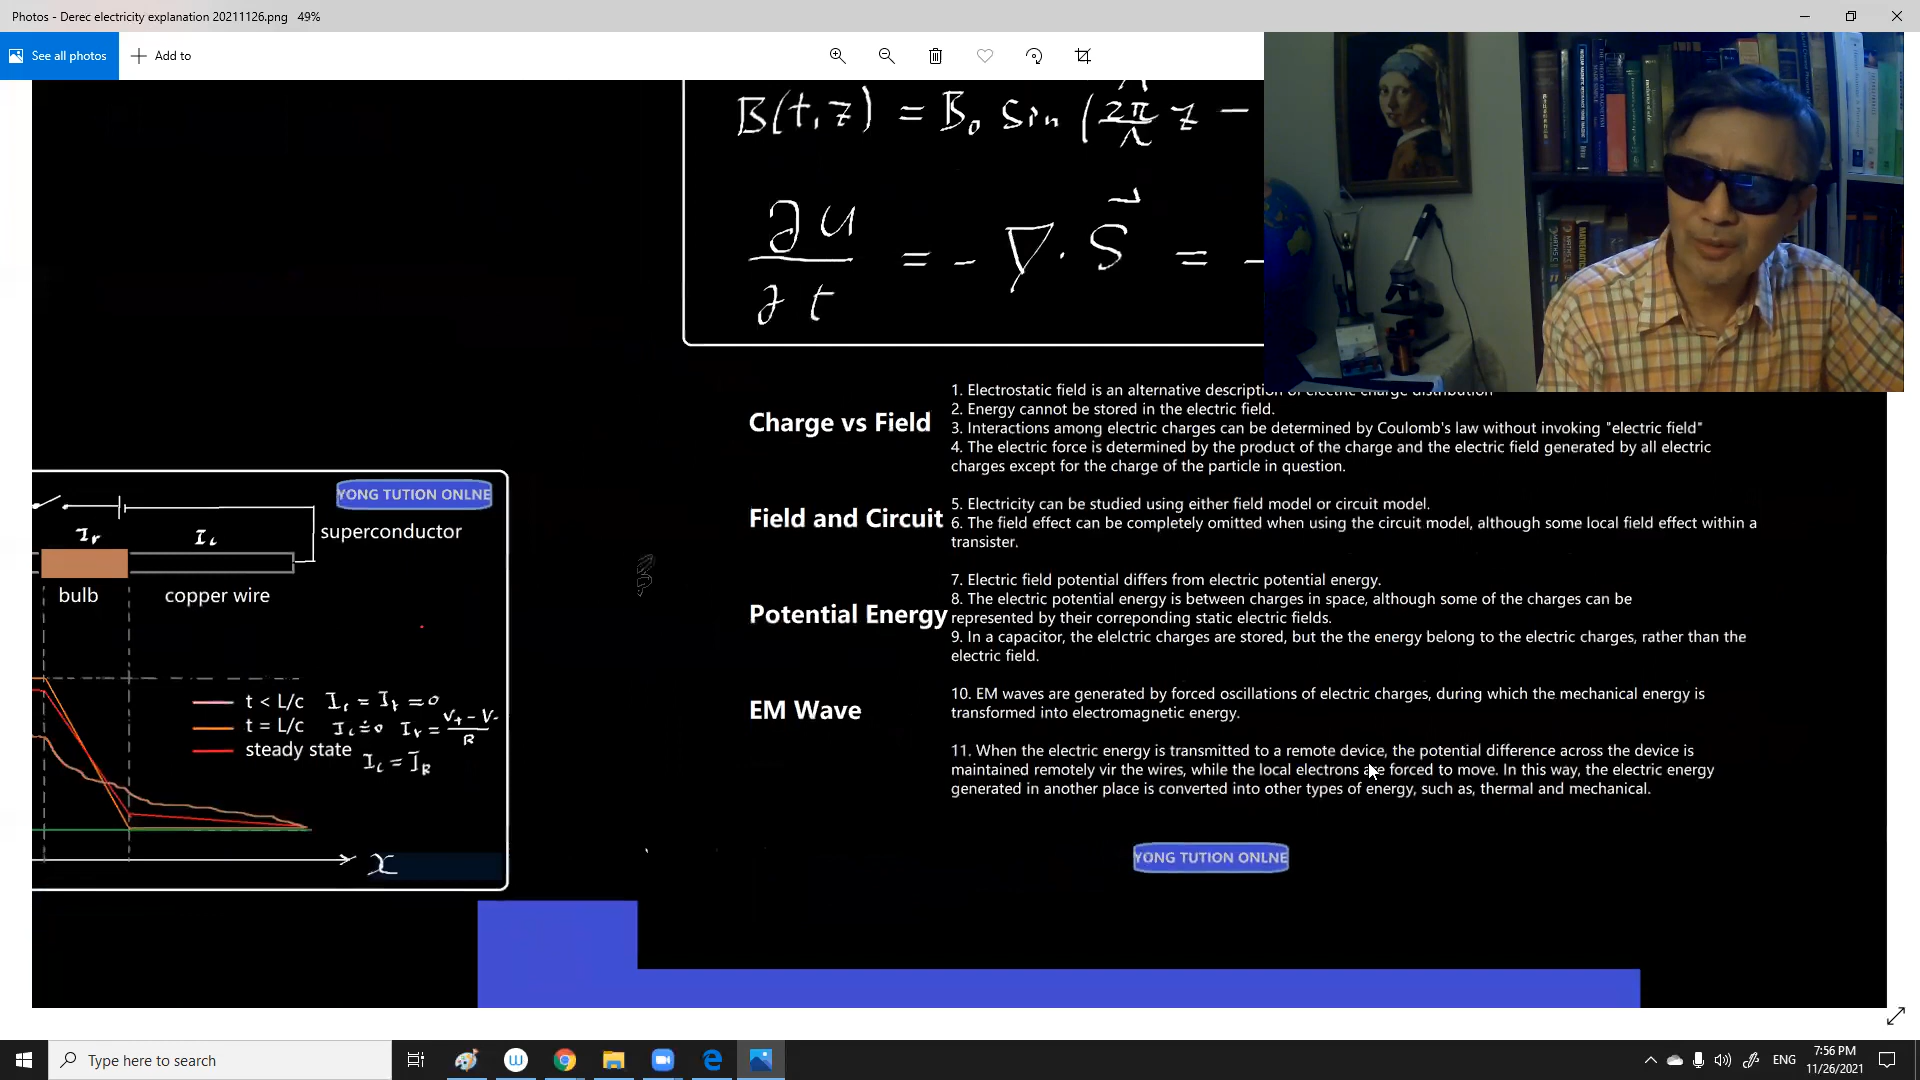 Photos - Derec electricity explanation 20211126.png 49%
See all photos
Add to
B(t,z) = B₀ Sin (2π/λ z -
∂u/∂t = - ∇·S⃗ = -
Charge vs Field
1. Electrostatic field is an alternative description of electric charge distribution
2. Energy cannot be stored in the electric field.
3. Interactions among electric charges can be determined by Coulomb's law without invoking "electric field"
4. The electric force is determined by the product of the charge and the electric field generated by all electric
charges except for the charge of the particle in question.
Field and Circuit
5. Electricity can be studied using either field model or circuit model.
6. The field effect can be completely omitted when using the circuit model, although some local field effect within a
transister.
Potential Energy
7. Electric field potential differs from electric potential energy.
8. The electric potential energy is between charges in space, although some of the charges can be
represented by their correponding static electric fields.
9. In a capacitor, the elelctric charges are stored, but the the energy belong to the electric charges, rather than the
electric field.
EM Wave
10. EM waves are generated by forced oscillations of electric charges, during which the mechanical energy is
transformed into electromagnetic energy.
11. When the electric energy is transmitted to a remote device, the potential difference across the device is
maintained remotely vir the wires, while the local electrons are forced to move. In this way, the electric energy
generated in another place is converted into other types of energy, such as, thermal and mechanical.
YONG TUTION ONLNE
YONG TUTION ONLNE
superconductor
bulb
copper wire
t < L/c
t = L/c
steady state
x
Type here to search
ENG
7:56 PM
11/26/2021